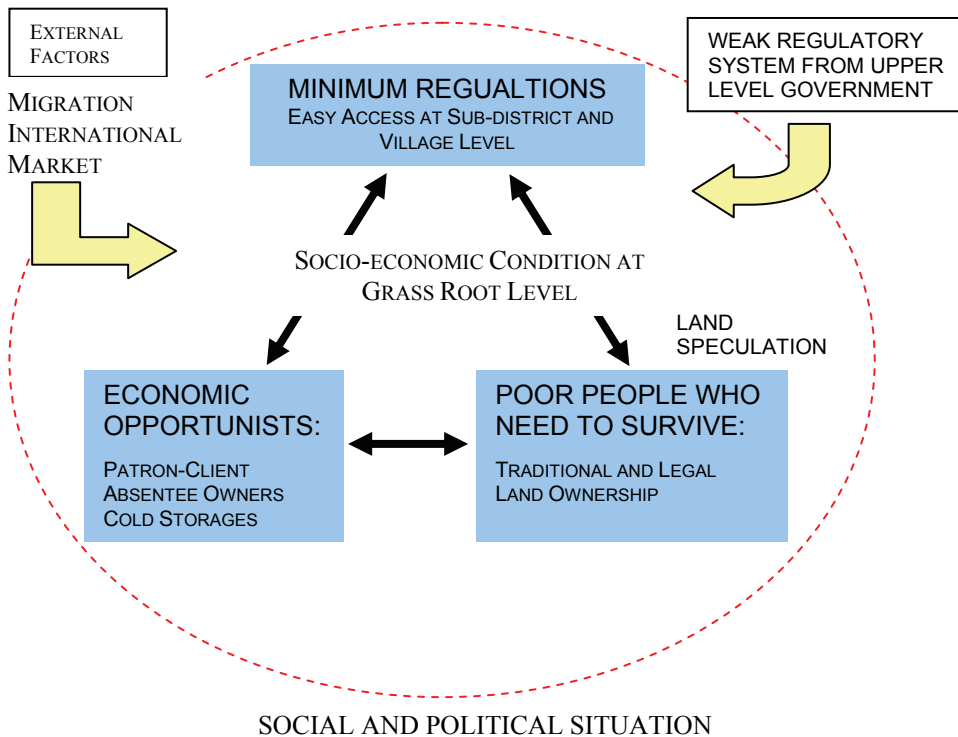 EXTERNAL
FACTORS
MIGRATION
INTERNATIONAL
MARKET
WEAK REGULATORY
SYSTEM FROM UPPER
LEVEL GOVERNMENT
MINIMUM REGUALTIONS
EASY ACCESS AT SUB-DISTRICT AND
VILLAGE LEVEL
SOCIO-ECONOMIC CONDITION AT
GRASS ROOT LEVEL
LAND
SPECULATION
ECONOMIC
OPPORTUNISTS:
PATRON-CLIENT
ABSENTEE OWNERS
COLD STORAGES
POOR PEOPLE WHO
NEED TO SURVIVE:
TRADITIONAL AND LEGAL
LAND OWNERSHIP
SOCIAL AND POLITICAL SITUATION